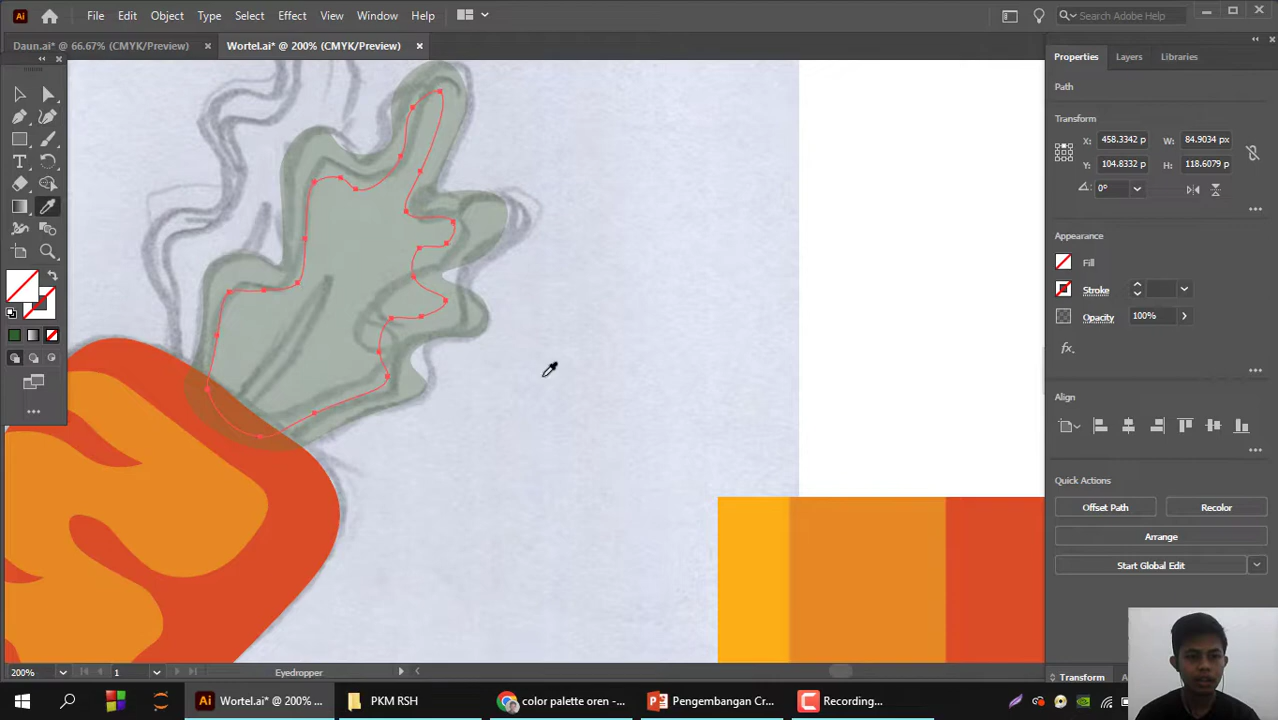 Ai File Edit Object Type Select Effect View Window Help Search Adobe Help
Daun.ai* @ 66.67% (CMYK/Preview) × Wortel.ai* @ 200% (CMYK/Preview) ×
Properties Layers Libraries
Path
Transform
X: 458.3342 p W: 84.9034 px
Y: 104.8332 p H: 118.6079 p
0°
Appearance
Fill
Stroke
Opacity 100%
fx.
Align
Quick Actions
Offset Path Recolor
Arrange
Start Global Edit
200% 1 Eyedropper
Transform
Ai Wortel.ai* @ 200% ... PKM RSH color palette oren -... Pengembangan Cr... Recording...